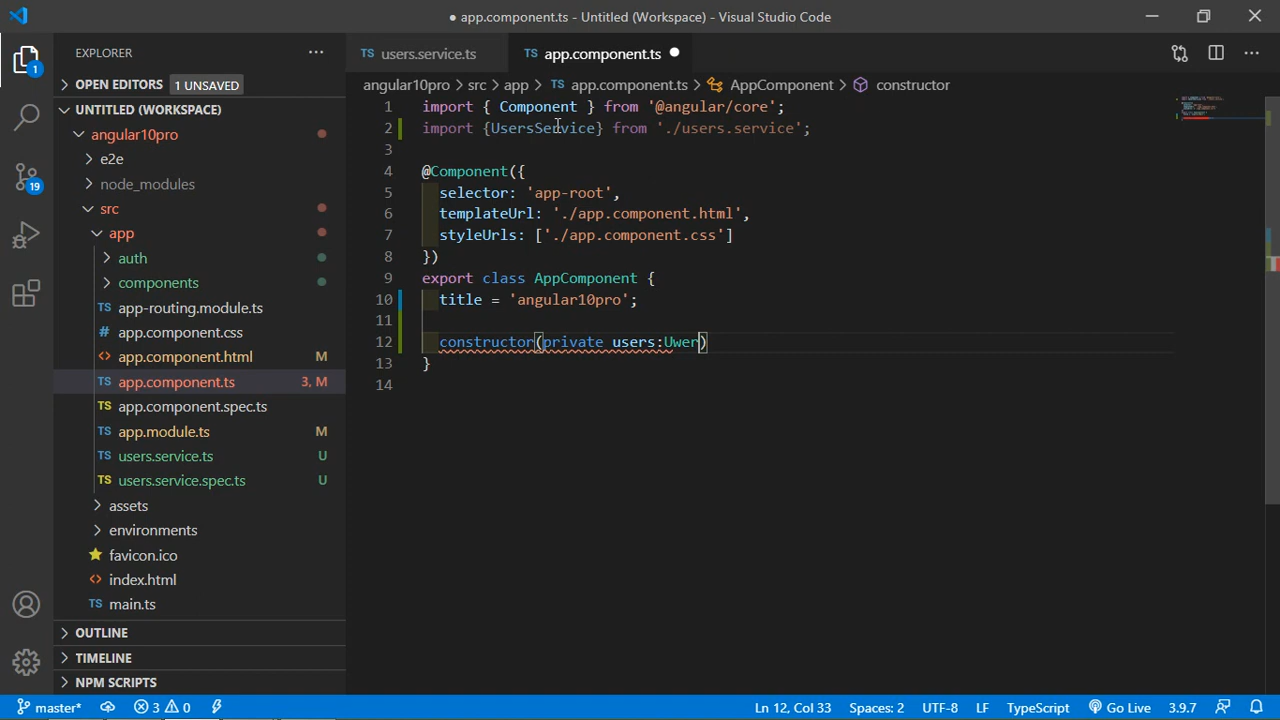 ● app.component.ts - Untitled (Workspace) - Visual Studio Code
EXPLORER
TS users.service.ts
TS app.component.ts ●
OPEN EDITORS 1 UNSAVED
UNTITLED (WORKSPACE)
angular10pro
e2e
node_modules
src
app
auth
components
TS app-routing.module.ts
# app.component.css
<> app.component.html M
TS app.component.ts 3, M
TS app.component.spec.ts
TS app.module.ts M
TS users.service.ts U
TS users.service.spec.ts U
assets
environments
favicon.ico
<> index.html
TS main.ts
OUTLINE
TIMELINE
NPM SCRIPTS
1
19
angular10pro > src > app > TS app.component.ts > AppComponent > constructor
1 import { Component } from '@angular/core';
2 import {UsersService} from './users.service';
3
4 @Component({
5 selector: 'app-root',
6 templateUrl: './app.component.html',
7 styleUrls: ['./app.component.css']
8 })
9 export class AppComponent {
10 title = 'angular10pro';
11
12 constructor(private users:Uwer)
13 }
14
master* 3 0 Ln 12, Col 33 Spaces: 2 UTF-8 LF TypeScript Go Live 3.9.7